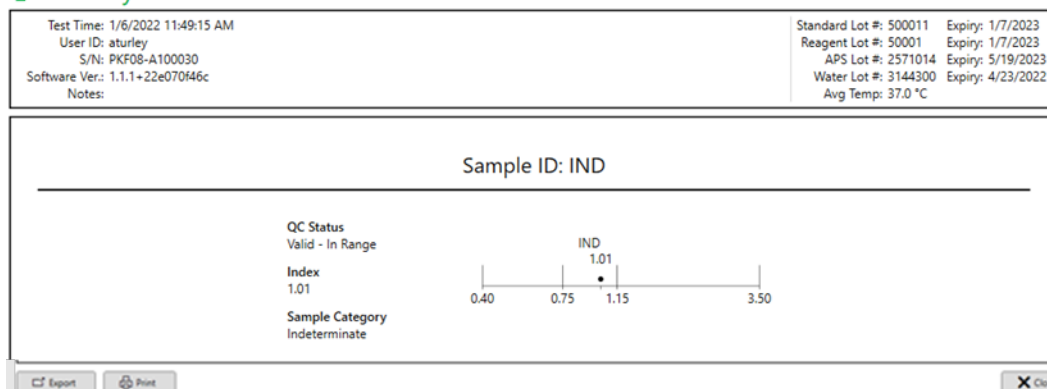 Test Time: 1/6/2022 11:49:15 AM
User ID: aturley
S/N: PKF08-A100030
Software Ver.: 1.1.1+22e070f46c
Notes:
Standard Lot #: 500011 Expiry: 1/7/2023
Reagent Lot #: 50001 Expiry: 1/7/2023
APS Lot #: 2571014 Expiry: 5/19/2023
Water Lot #: 3144300 Expiry: 4/23/2022
Avg Temp: 37.0 °C
Sample ID: IND
QC Status
Valid - In Range
Index
1.01
Sample Category
Indeterminate
IND
1.01
0.40 0.75 1.15 3.50
Export Print